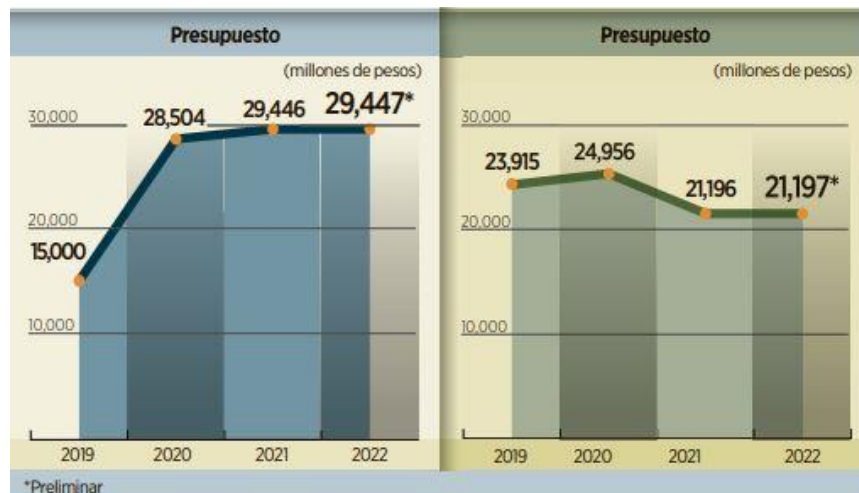 Presupuesto
(millones de pesos)
30,000
20,000
10,000
15,000
28,504
29,446
29,447*
2019 2020 2021 2022
*Preliminar
Presupuesto
(millones de pesos)
30,000
20,000
10,000
23,915
24,956
21,196
21,197*
2019 2020 2021 2022